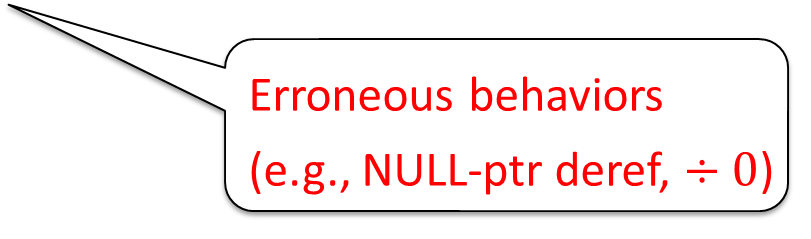 Erroneous behaviors
(e.g., NULL-ptr deref, ÷ 0)